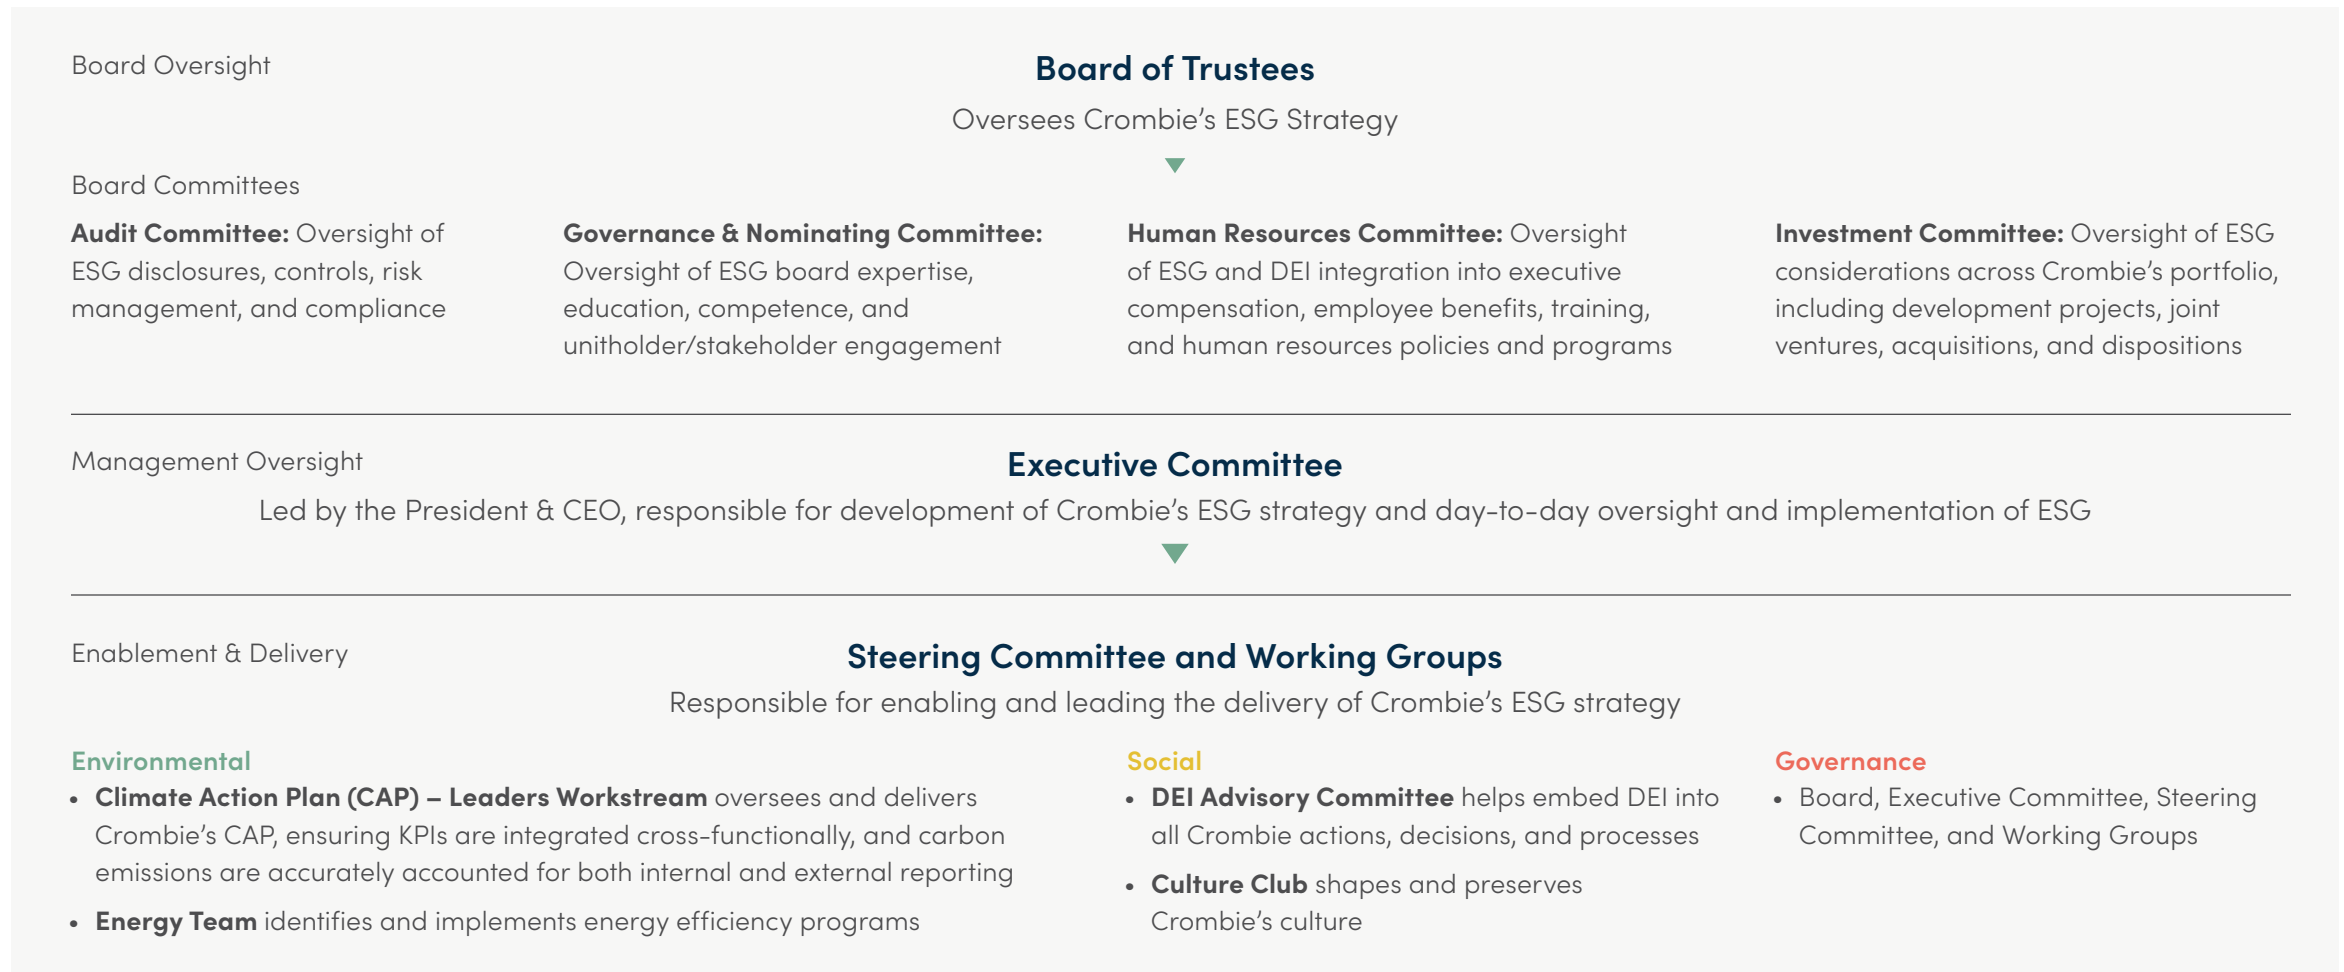 Board Oversight
Board of Trustees
Oversees Crombie's ESG Strategy
Board Committees
Audit Committee: Oversight of
ESG disclosures, controls, risk
management, and compliance
Governance & Nominating Committee:
Oversight of ESG board expertise,
education, competence, and
unitholder/stakeholder engagement
Human Resources Committee: Oversight
of ESG and DEI integration into executive
compensation, employee benefits, training,
and human resources policies and programs
Investment Committee: Oversight of ESG
considerations across Crombie's portfolio,
including development projects, joint
ventures, acquisitions, and dispositions
Management Oversight
Executive Committee
Led by the President & CEO, responsible for development of Crombie's ESG strategy and day-to-day oversight and implementation of ESG
Enablement & Delivery
Steering Committee and Working Groups
Responsible for enabling and leading the delivery of Crombie's ESG strategy
Environmental
• Climate Action Plan (CAP) – Leaders Workstream oversees and delivers
Crombie's CAP, ensuring KPIs are integrated cross-functionally, and carbon
emissions are accurately accounted for both internal and external reporting
• Energy Team identifies and implements energy efficiency programs
Social
• DEI Advisory Committee helps embed DEI into
all Crombie actions, decisions, and processes
• Culture Club shapes and preserves
Crombie's culture
Governance
• Board, Executive Committee, Steering
Committee, and Working Groups